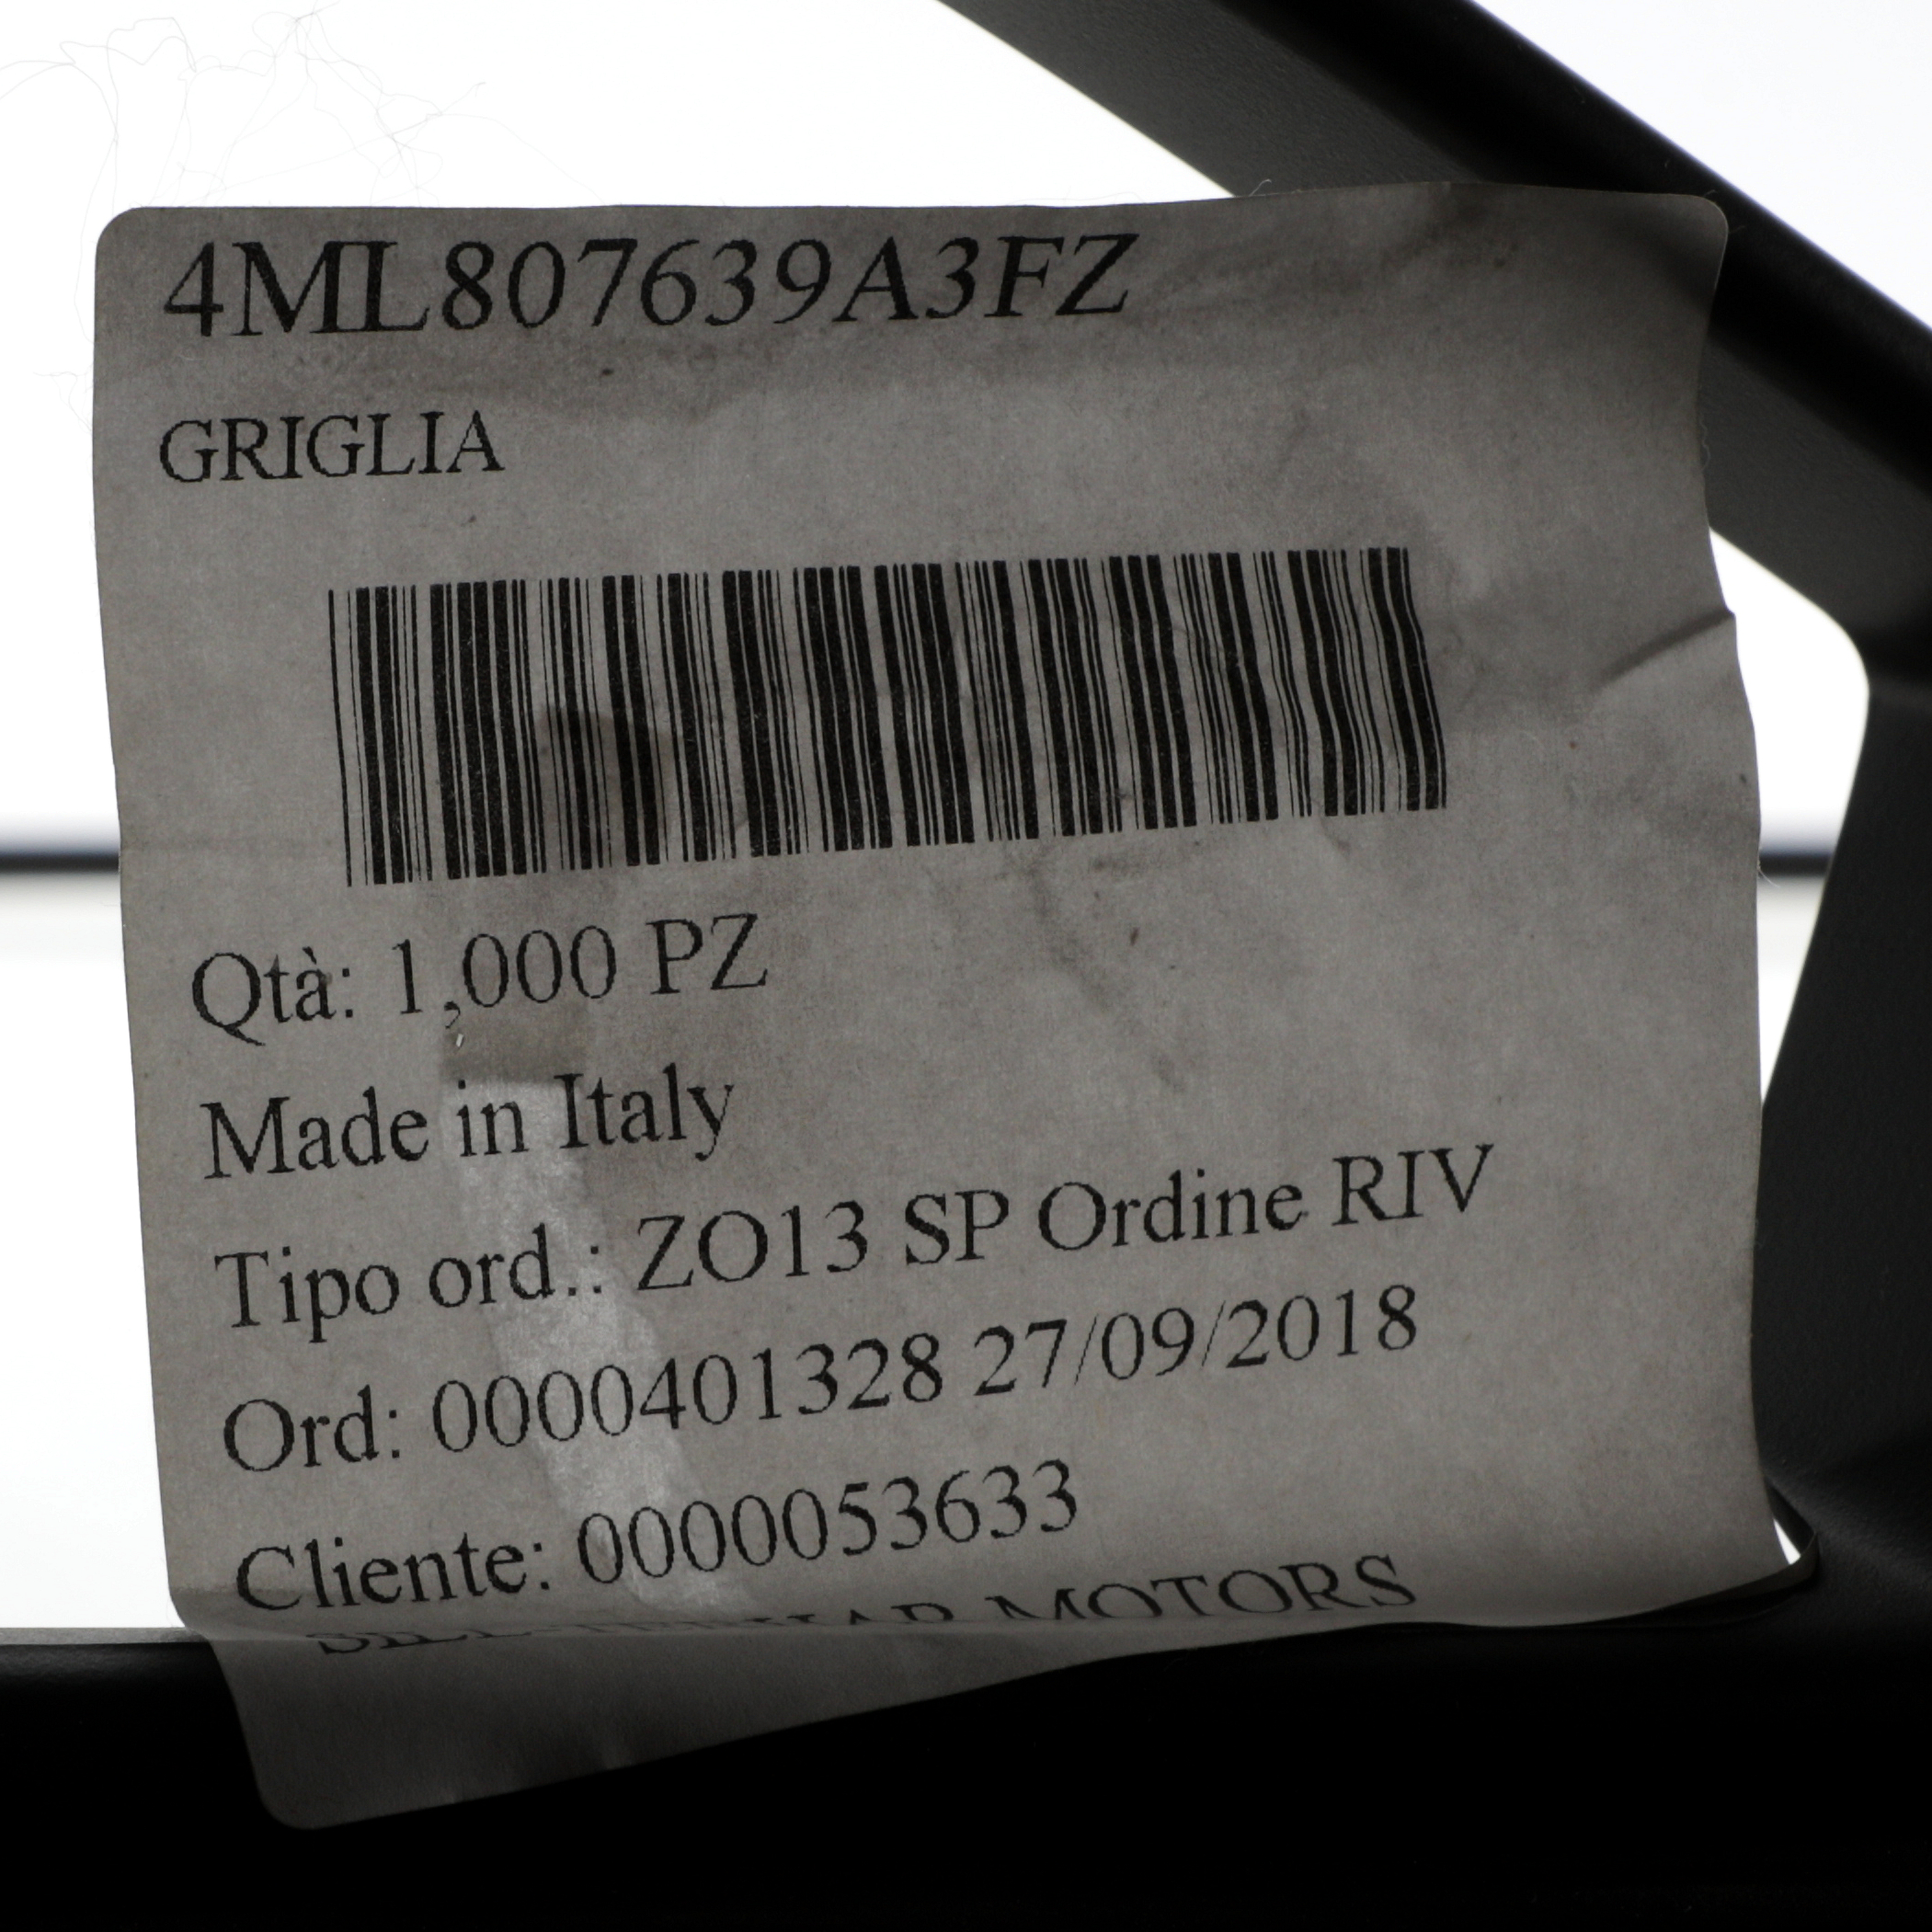 4ML807639A3FZ
GRIGLIA
Qtà: 1,000 PZ
Made in Italy
Tipo ord.: ZO13 SP Ordine RIV
Ord: 0000401328 27/09/2018
Cliente: 0000053633
MOTORS